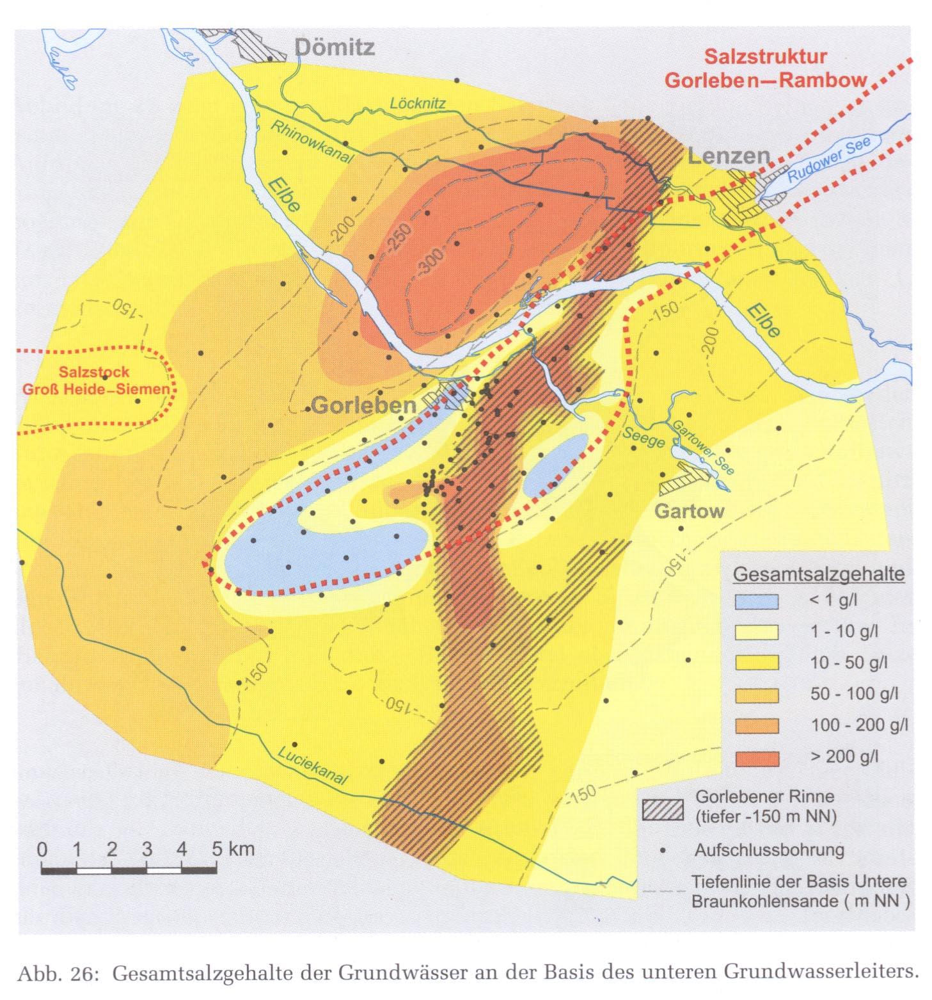 Dömitz
Salzstruktur
Gorleben—Rambow
Löcknitz
Rhinowkanal
Lenzen
Rudower See
Elbe
-200
-250
-300
-150
-150
-200
Elbe
Salzstock
Groß Heide–Siemen
Gorleben
Seege
Gartower See
Gartow
-150
-150
-150
-150
Luciekanal
Gesamtsalzgehalte
< 1 g/l
1 - 10 g/l
10 - 50 g/l
50 - 100 g/l
100 - 200 g/l
> 200 g/l
Gorlebener Rinne
(tiefer -150 m NN)
Aufschlussbohrung
Tiefenlinie der Basis Untere
Braunkohlensande ( m NN )
0 1 2 3 4 5 km
Abb. 26: Gesamtsalzgehalte der Grundwässer an der Basis des unteren Grundwasserleiters.